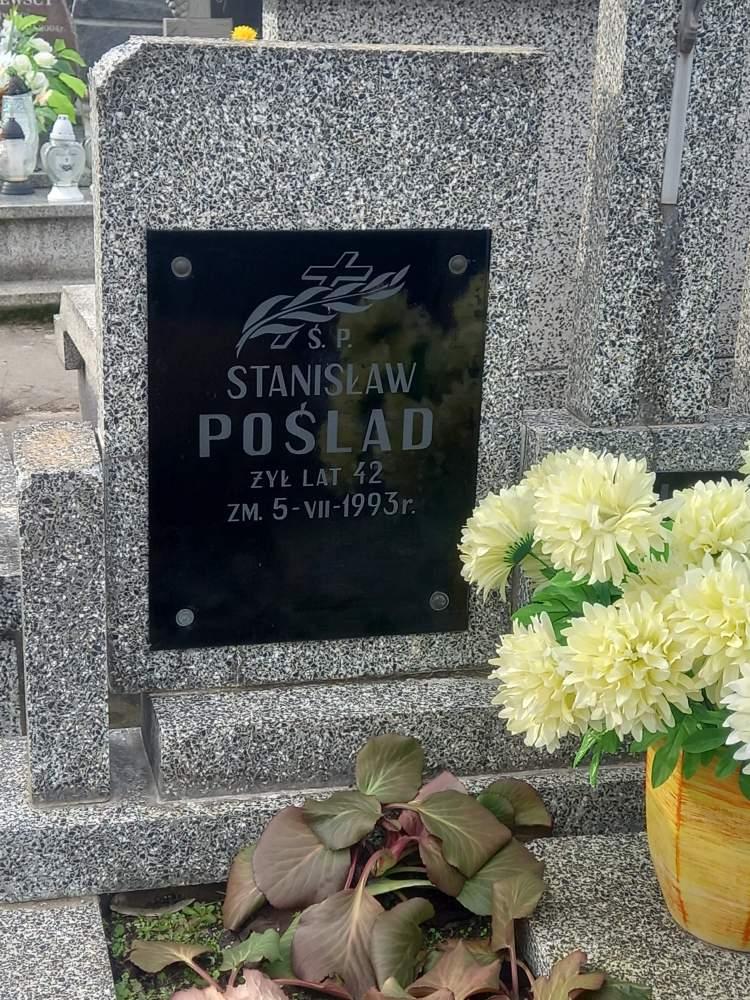 Ś. P.
STANISŁAW
POŚLAD
ŻYŁ LAT 42
ZM. 5-VII-1993r.